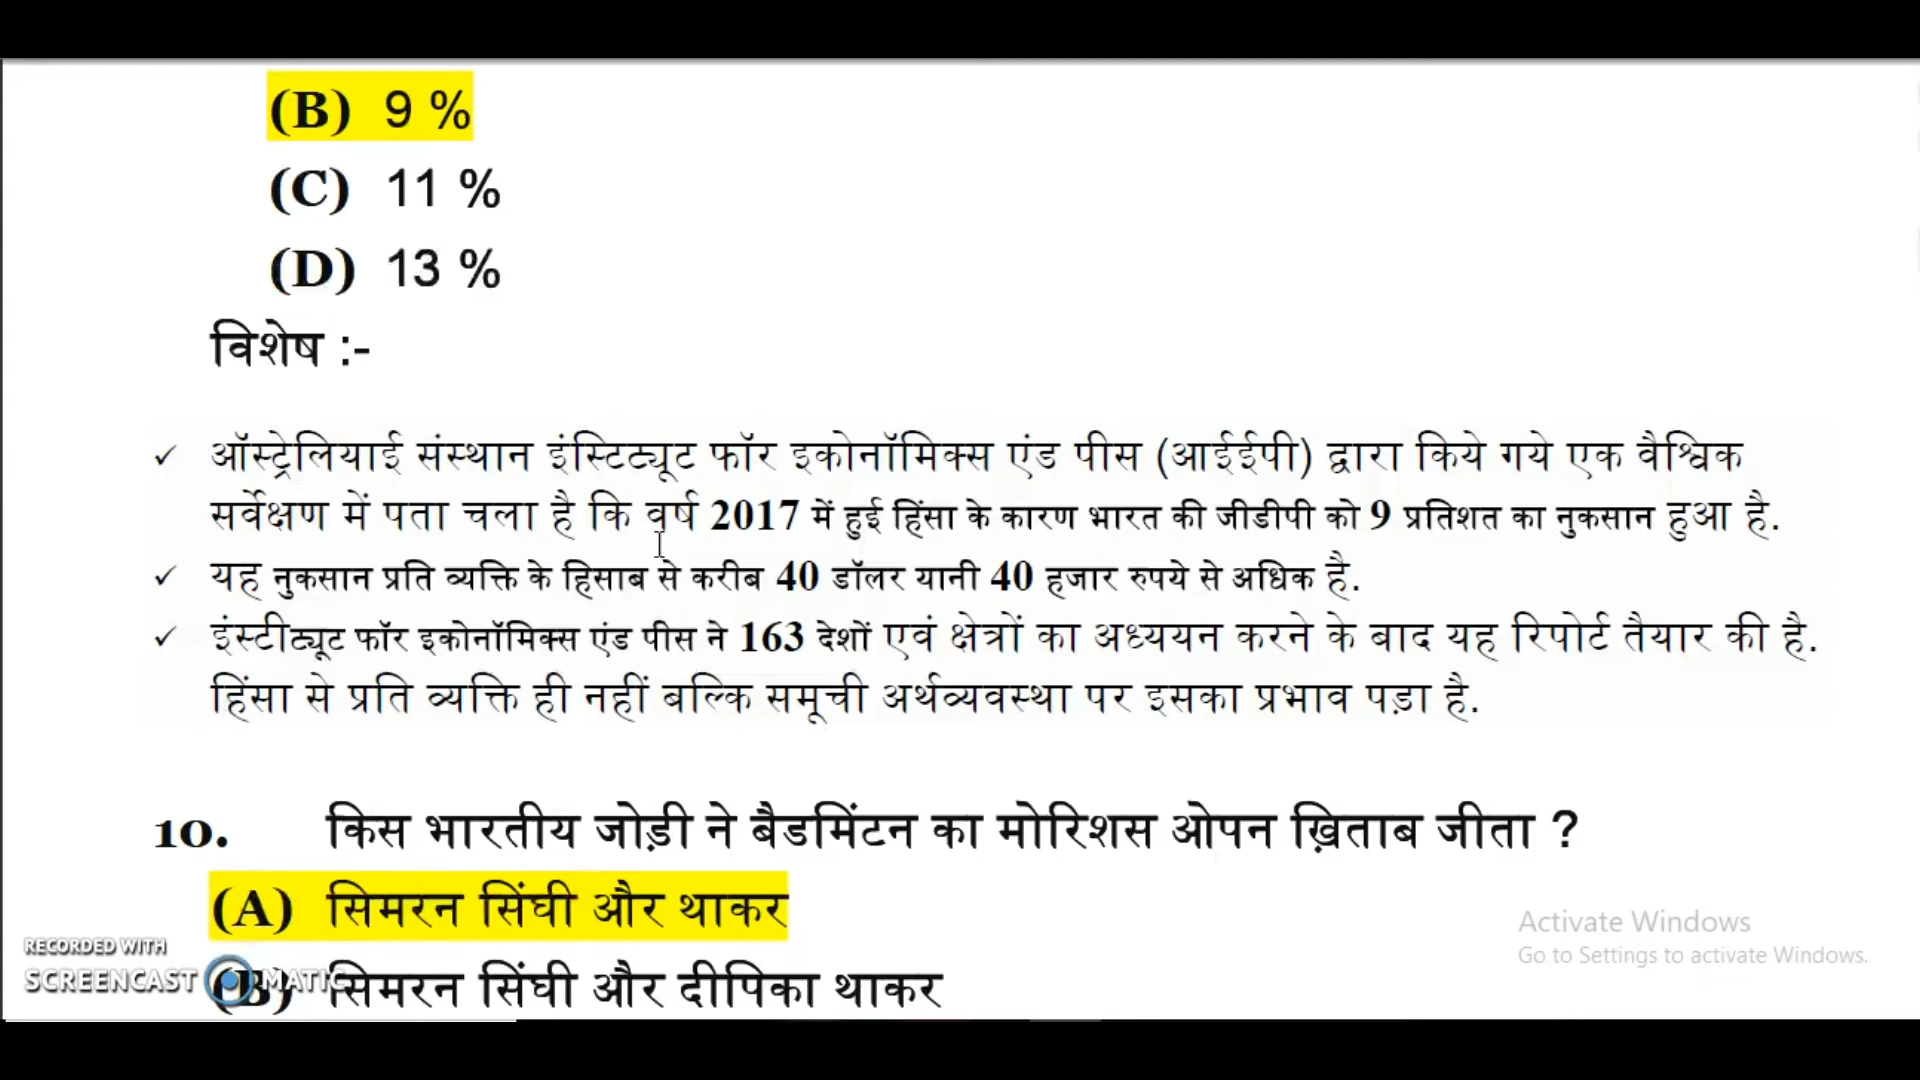 (B) 9 %
(C) 11 %
(D) 13 %
विशेष :-
✓ ऑस्ट्रेलियाई संस्थान इंस्टिट्यूट फॉर इकोनॉमिक्स एंड पीस (आईईपी) द्वारा किये गये एक वैश्विक
सर्वेक्षण में पता चला है कि वर्ष 2017 में हुई हिंसा के कारण भारत की जीडीपी को 9 प्रतिशत का नुकसान हुआ है.
✓ यह नुकसान प्रति व्यक्ति के हिसाब से करीब 40 डॉलर यानी 40 हजार रुपये से अधिक है.
✓ इंस्टीट्यूट फॉर इकोनॉमिक्स एंड पीस ने 163 देशों एवं क्षेत्रों का अध्ययन करने के बाद यह रिपोर्ट तैयार की है.
हिंसा से प्रति व्यक्ति ही नहीं बल्कि समूची अर्थव्यवस्था पर इसका प्रभाव पड़ा है.
10. किस भारतीय जोड़ी ने बैडमिंटन का मोरिशस ओपन ख़िताब जीता ?
(A) सिमरन सिंघी और थाकर
(B) सिमरन सिंघी और दीपिका थाकर
Activate Windows
Go to Settings to activate Windows.
RECORDED WITH
SCREENCAST MATIC